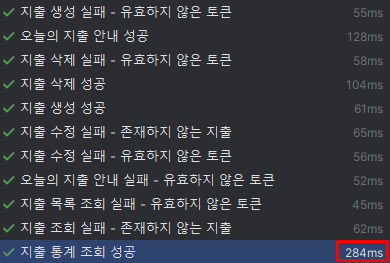 지출 생성 실패 - 유효하지 않은 토큰 55ms
오늘의 지출 안내 성공 128ms
지출 삭제 실패 - 유효하지 않은 토큰 58ms
지출 삭제 성공 104ms
지출 생성 성공 61ms
지출 수정 실패 - 존재하지 않는 지출 65ms
지출 수정 실패 - 유효하지 않은 토큰 56ms
오늘의 지출 안내 실패 - 유효하지 않은 토큰 52ms
지출 목록 조회 실패 - 유효하지 않은 토큰 45ms
지출 조회 실패 - 존재하지 않는 지출 62ms
지출 통계 조회 성공 284ms